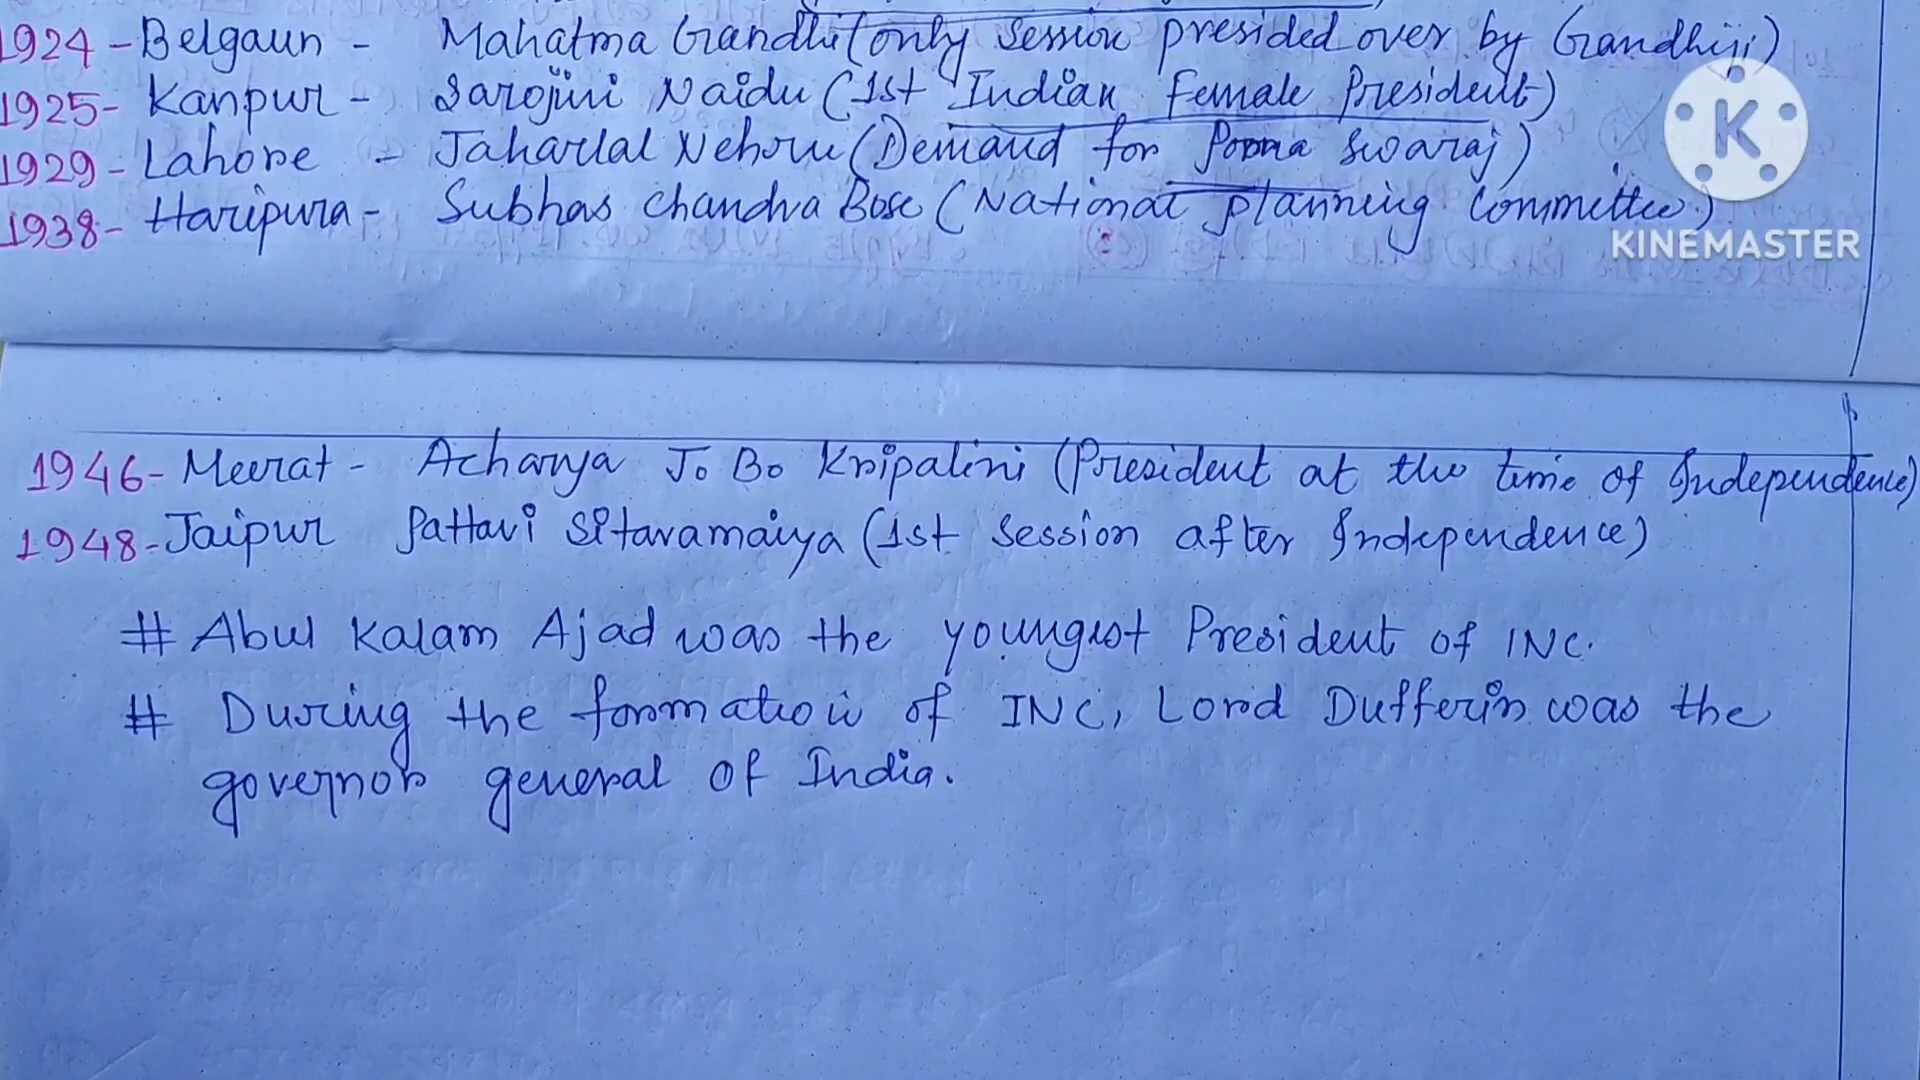 1924 - Belgaun - Mahatma Gandhi (only session presided over by Gandhiji)
1925 - Kanpur - Sarojini Naidu (1st Indian Female President)
1929 - Lahore - Jaharlal Nehru (Demand for Poorna Swaraj)
1938 - Haripura - Subhas Chandra Bose (National planning Committee)
KINEMASTER
1946 - Meerat - Acharya J. B. Kripalini (President at the time of Independence)
1948 - Jaipur Pattavi Sitaramaiya (1st session after Independence)
# Abul Kalam Ajad was the youngest President of INC.
# During the formation of INC, Lord Dufferin was the
governor general of India.